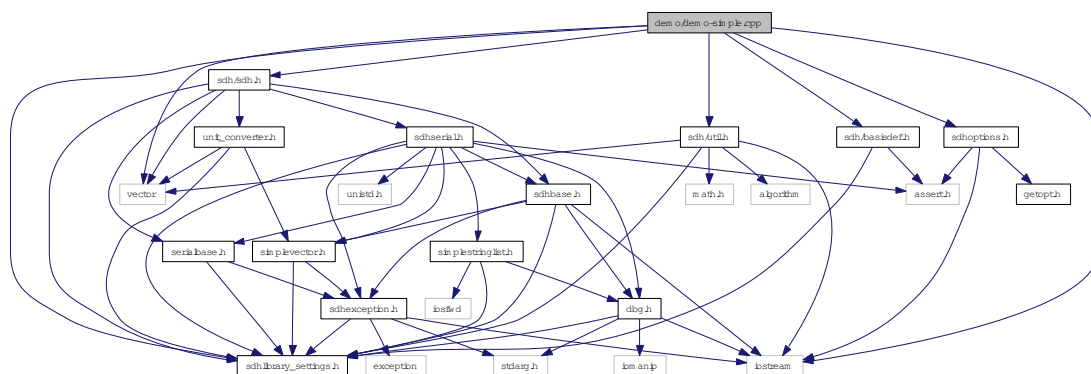 demo/demo-simple.cpp
sdh/sdh.h
unit_converter.h
sdhserial.h
sdh/util.h
sdh/basisdef.h
sdhoptions.h
vector
unistd.h
sdhbase.h
math.h
algorithm
assert.h
getopt.h
serialbase.h
simplevector.h
simplestringlist.h
sdhexception.h
iosfwd
dbg.h
sdhlibrary_settings.h
exception
stdarg.h
iomanip
iostream